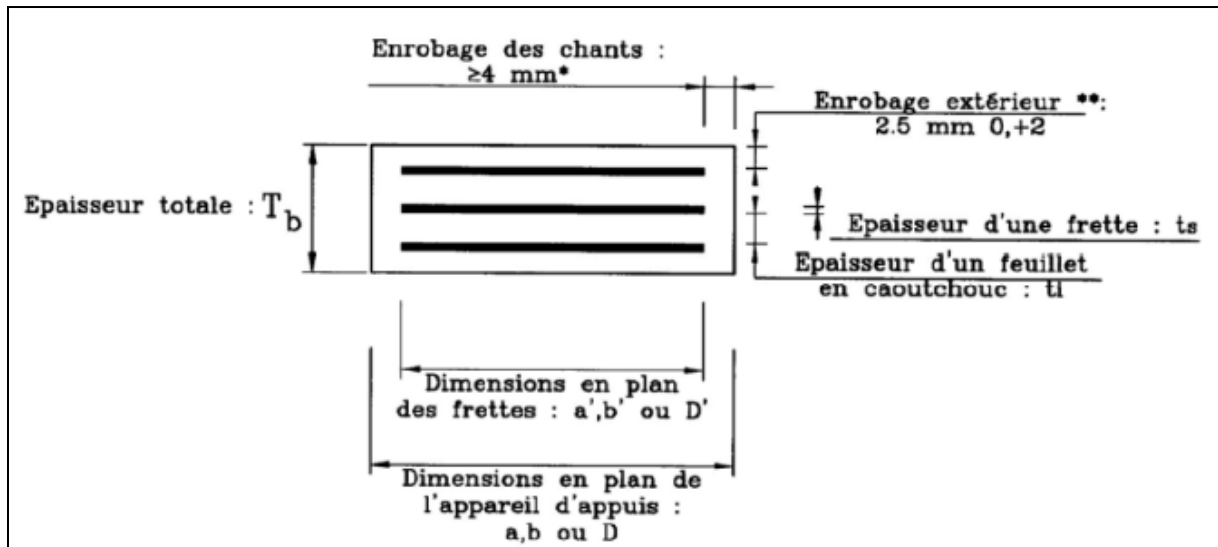 Enrobage des chants :
≥4 mm*
Enrobage extérieur **:
2.5 mm 0,+2
Epaisseur totale : Tb
Epaisseur d'une frette : ts
Epaisseur d'un feuillet
en caoutchouc : ti
Dimensions en plan
des frettes : a',b' ou D'
Dimensions en plan de
l'appareil d'appuis :
a,b ou D